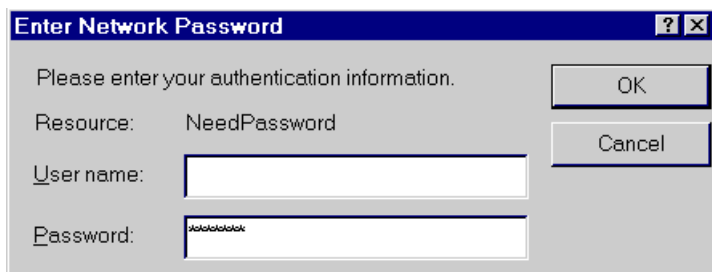 Enter Network Password
Please enter your authentication information.
OK
Resource: NeedPassword
Cancel
User name:
Password: ********